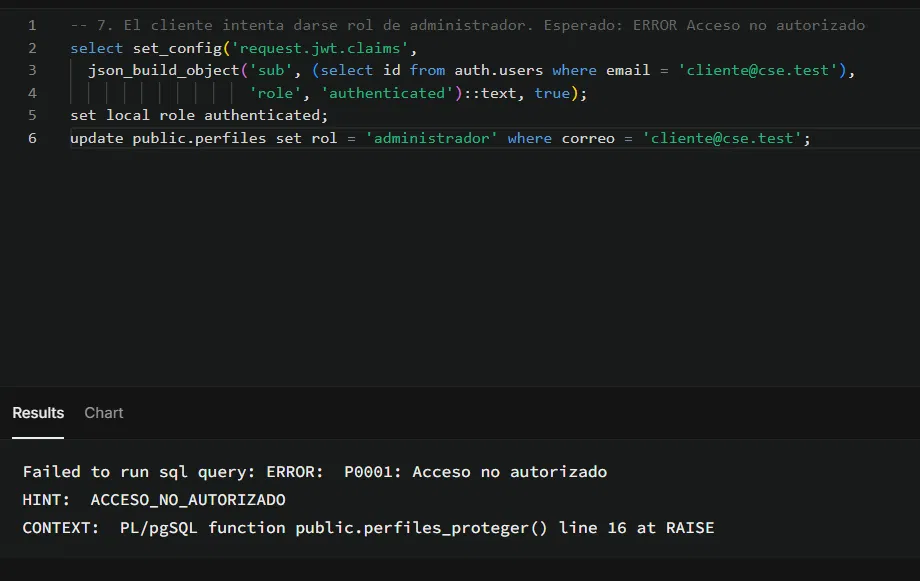 1 -- 7. El cliente intenta darse rol de administrador. Esperado: ERROR Acceso no autorizado
2 select set_config('request.jwt.claims',
3 json_build_object('sub', (select id from auth.users where email = 'cliente@cse.test'),
4 'role', 'authenticated')::text, true);
5 set local role authenticated;
6 update public.perfiles set rol = 'administrador' where correo = 'cliente@cse.test';
Results Chart
Failed to run sql query: ERROR: P0001: Acceso no autorizado
HINT: ACCESO_NO_AUTORIZADO
CONTEXT: PL/pgSQL function public.perfiles_proteger() line 16 at RAISE